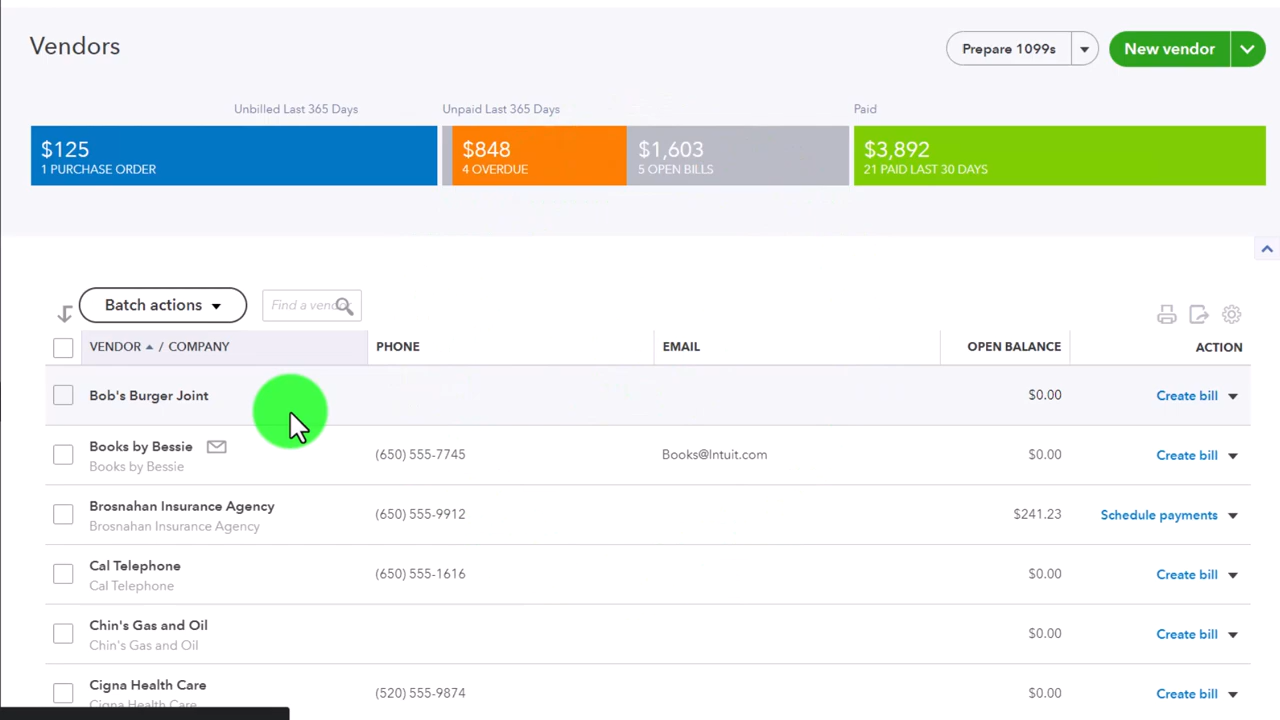 Vendors
Prepare 1099s
New vendor
Unbilled Last 365 Days
Unpaid Last 365 Days
Paid
$125
1 PURCHASE ORDER
$848
4 OVERDUE
$1,603
5 OPEN BILLS
$3,892
21 PAID LAST 30 DAYS
Batch actions
Find a vendor
VENDOR / COMPANY PHONE EMAIL OPEN BALANCE ACTION
Bob's Burger Joint $0.00 Create bill
Books by Bessie
Books by Bessie
(650) 555-7745 Books@Intuit.com $0.00 Create bill
Brosnahan Insurance Agency
Brosnahan Insurance Agency
(650) 555-9912 $241.23 Schedule payments
Cal Telephone
Cal Telephone
(650) 555-1616 $0.00 Create bill
Chin's Gas and Oil
Chin's Gas and Oil
$0.00 Create bill
Cigna Health Care
Cigna Health Care
(520) 555-9874 $0.00 Create bill